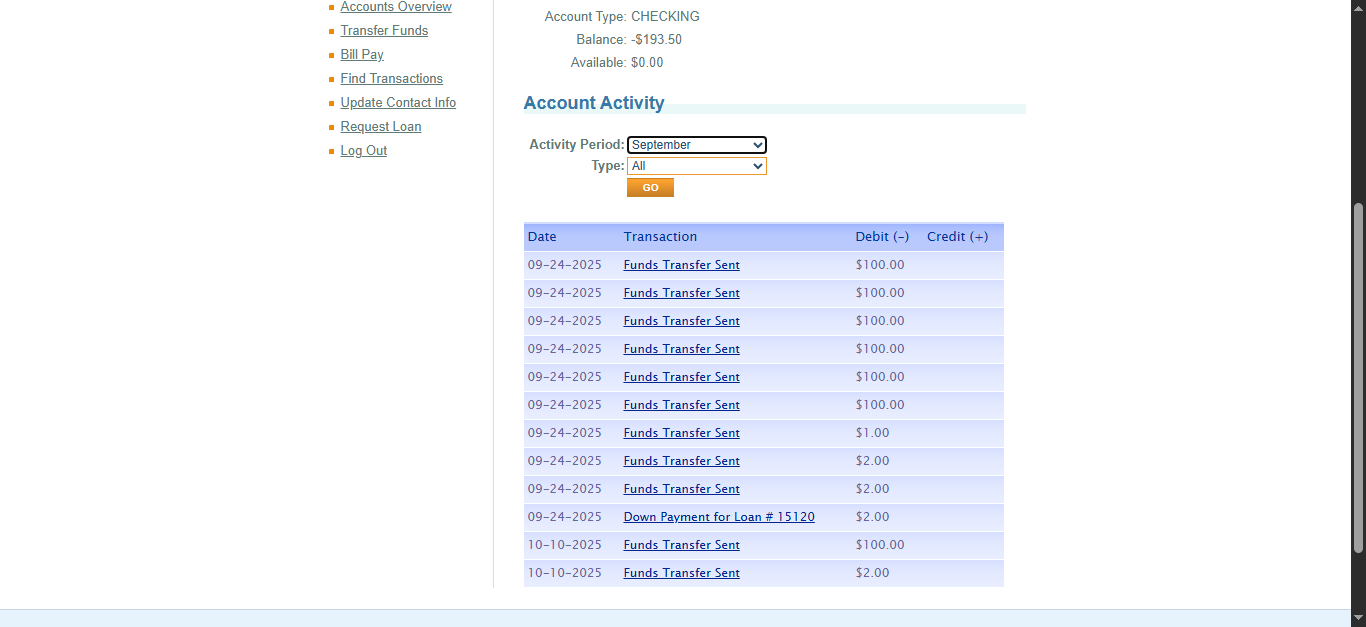 Accounts Overview
Transfer Funds
Bill Pay
Find Transactions
Update Contact Info
Request Loan
Log Out
Account Type: CHECKING
Balance: -$193.50
Available: $0.00
Account Activity
Activity Period: September
Type: All
GO
Date Transaction Debit (-) Credit (+)
09-24-2025 Funds Transfer Sent $100.00
09-24-2025 Funds Transfer Sent $100.00
09-24-2025 Funds Transfer Sent $100.00
09-24-2025 Funds Transfer Sent $100.00
09-24-2025 Funds Transfer Sent $100.00
09-24-2025 Funds Transfer Sent $100.00
09-24-2025 Funds Transfer Sent $1.00
09-24-2025 Funds Transfer Sent $2.00
09-24-2025 Funds Transfer Sent $2.00
09-24-2025 Down Payment for Loan # 15120 $2.00
10-10-2025 Funds Transfer Sent $100.00
10-10-2025 Funds Transfer Sent $2.00